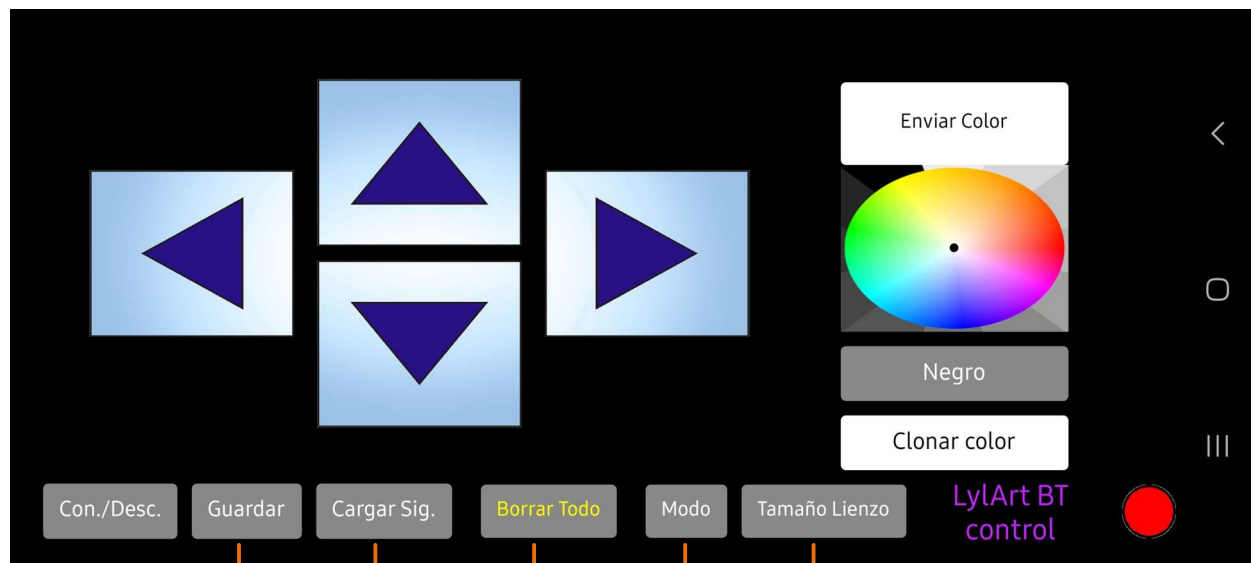 Enviar Color
Negro
Clonar color
Con./Desc.
Guardar
Cargar Sig.
Borrar Todo
Modo
Tamaño Lienzo
LylArt BT
control